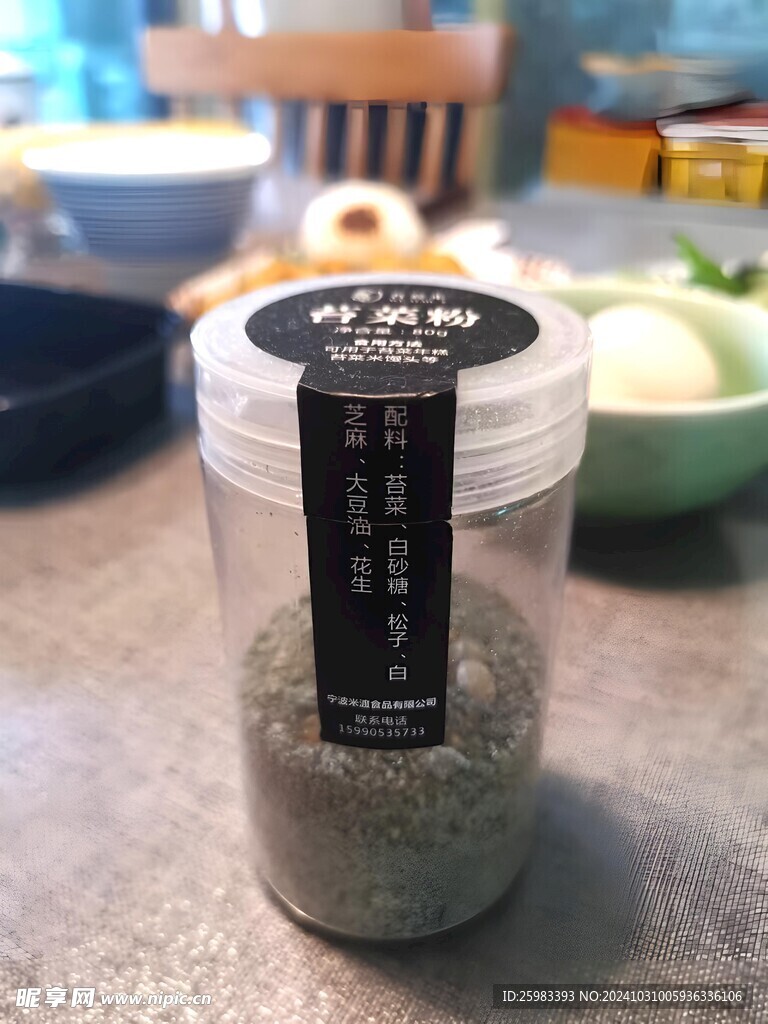 苔菜粉
净含量：80g
食用方法
可用于苔菜年糕
苔菜米馒头等
配料：苔菜、白砂糖、松子、白
芝麻、大豆油、花生
宁波米渡食品有限公司
联系电话
15990535733
昵享网 www.nipic.cn
ID:25983393 NO:20241031005936336106